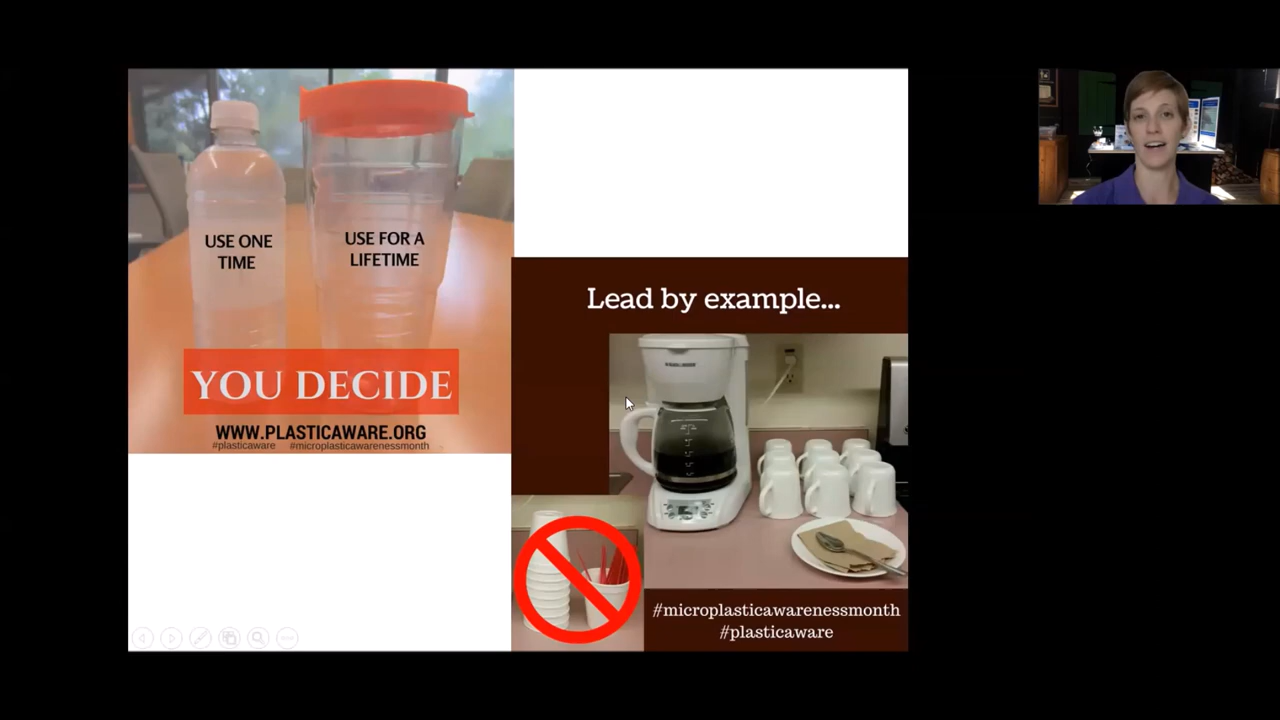 USE ONE
TIME
USE FOR A
LIFETIME
YOU DECIDE
WWW.PLASTICAWARE.ORG
#plasticaware #microplasticawarenessmonth
Lead by example...
#microplasticawarenessmonth
#plasticaware